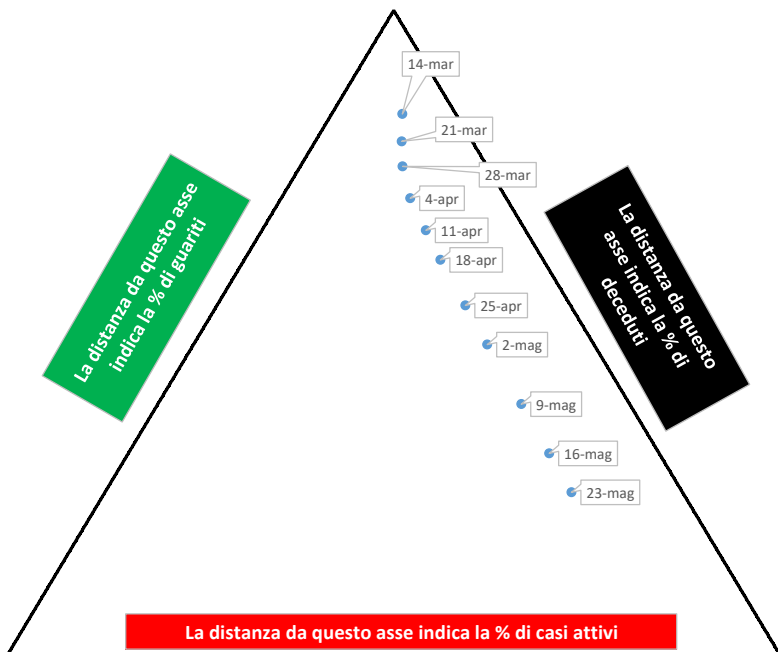 14-mar
21-mar
28-mar
4-apr
11-apr
18-apr
25-apr
2-mag
9-mag
16-mag
23-mag
La distanza da questo asse
indica la % di guariti
La distanza da questo
asse indica la % di
deceduti
La distanza da questo asse indica la % di casi attivi